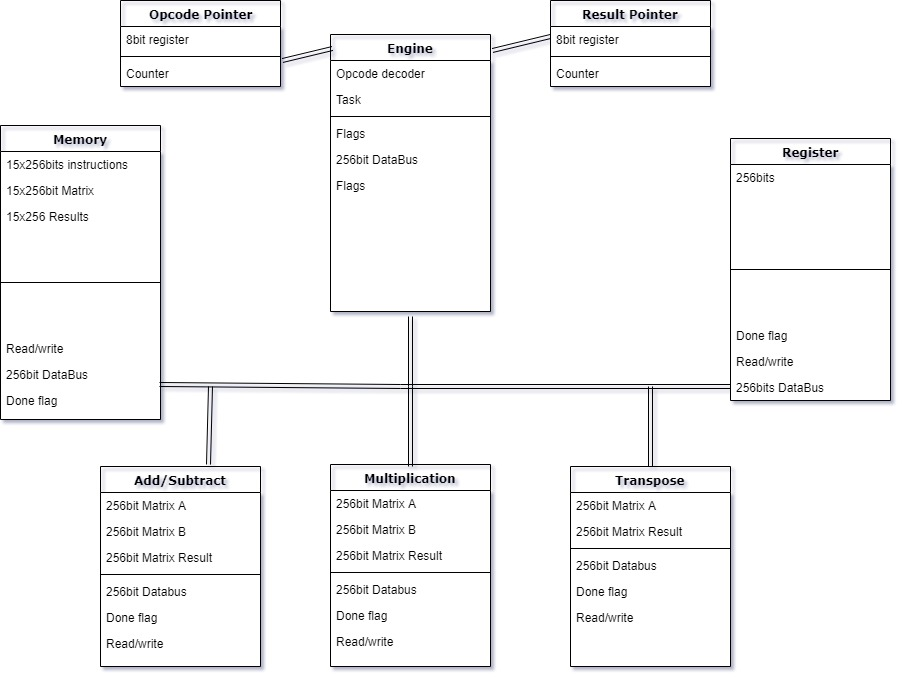 Opcode Pointer
8bit register
Counter
Engine
Opcode decoder
Task
Flags
256bit DataBus
Flags
Result Pointer
8bit register
Counter
Memory
15x256bits instructions
15x256bit Matrix
15x256 Results
Read/write
256bit DataBus
Done flag
Register
256bits
Done flag
Read/write
256bits DataBus
Add/Subtract
256bit Matrix A
256bit Matrix B
256bit Matrix Result
256bit Databus
Done flag
Read/write
Multiplication
256bit Matrix A
256bit Matrix B
256bit Matrix Result
256bit Databus
Done flag
Read/write
Transpose
256bit Matrix A
256bit Matrix Result
256bit Databus
Done flag
Read/write